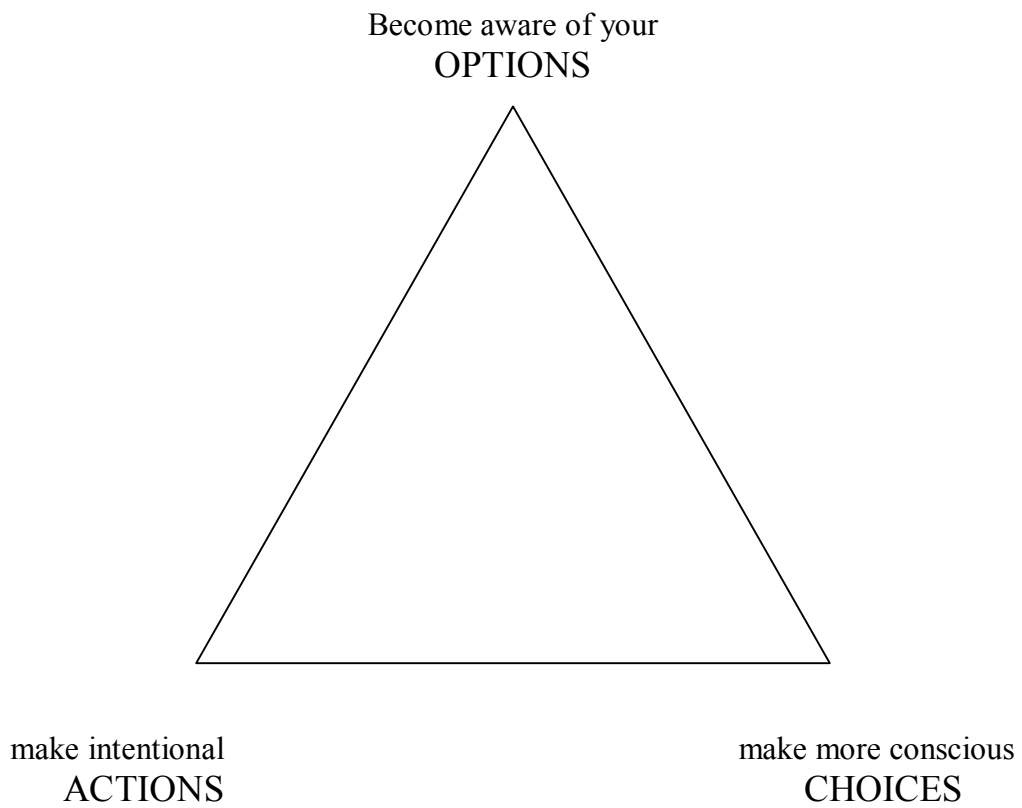 Become aware of your
OPTIONS
make intentional
ACTIONS
make more conscious
CHOICES